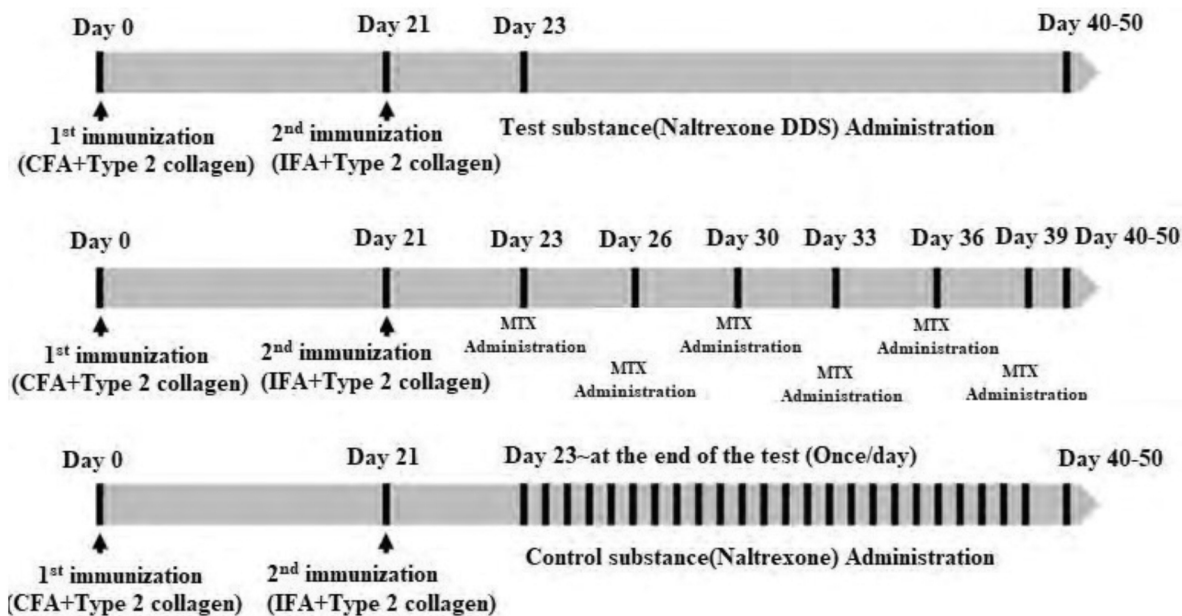 Day 0 Day 21 Day 23 Day 40-50
1st immunization
(CFA+Type 2 collagen)
2nd immunization
(IFA+Type 2 collagen)
Test substance(Naltrexone DDS) Administration
Day 0 Day 21 Day 23 Day 26 Day 30 Day 33 Day 36 Day 39 Day 40-50
1st immunization
(CFA+Type 2 collagen)
2nd immunization
(IFA+Type 2 collagen)
MTX
Administration
MTX
Administration
MTX
Administration
MTX
Administration
MTX
Administration
MTX
Administration
Day 0 Day 21 Day 23~at the end of the test (Once/day) Day 40-50
1st immunization
(CFA+Type 2 collagen)
2nd immunization
(IFA+Type 2 collagen)
Control substance(Naltrexone) Administration